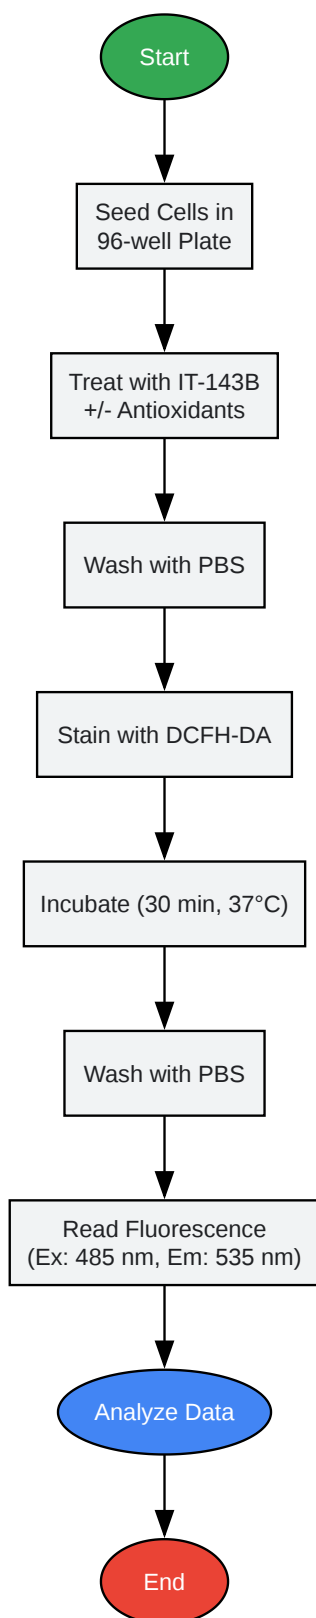 Start
Seed Cells in
96-well Plate
Treat with IT-143B
+/- Antioxidants
Wash with PBS
Stain with DCFH-DA
Incubate (30 min, 37°C)
Wash with PBS
Read Fluorescence
(Ex: 485 nm, Em: 535 nm)
Analyze Data
End